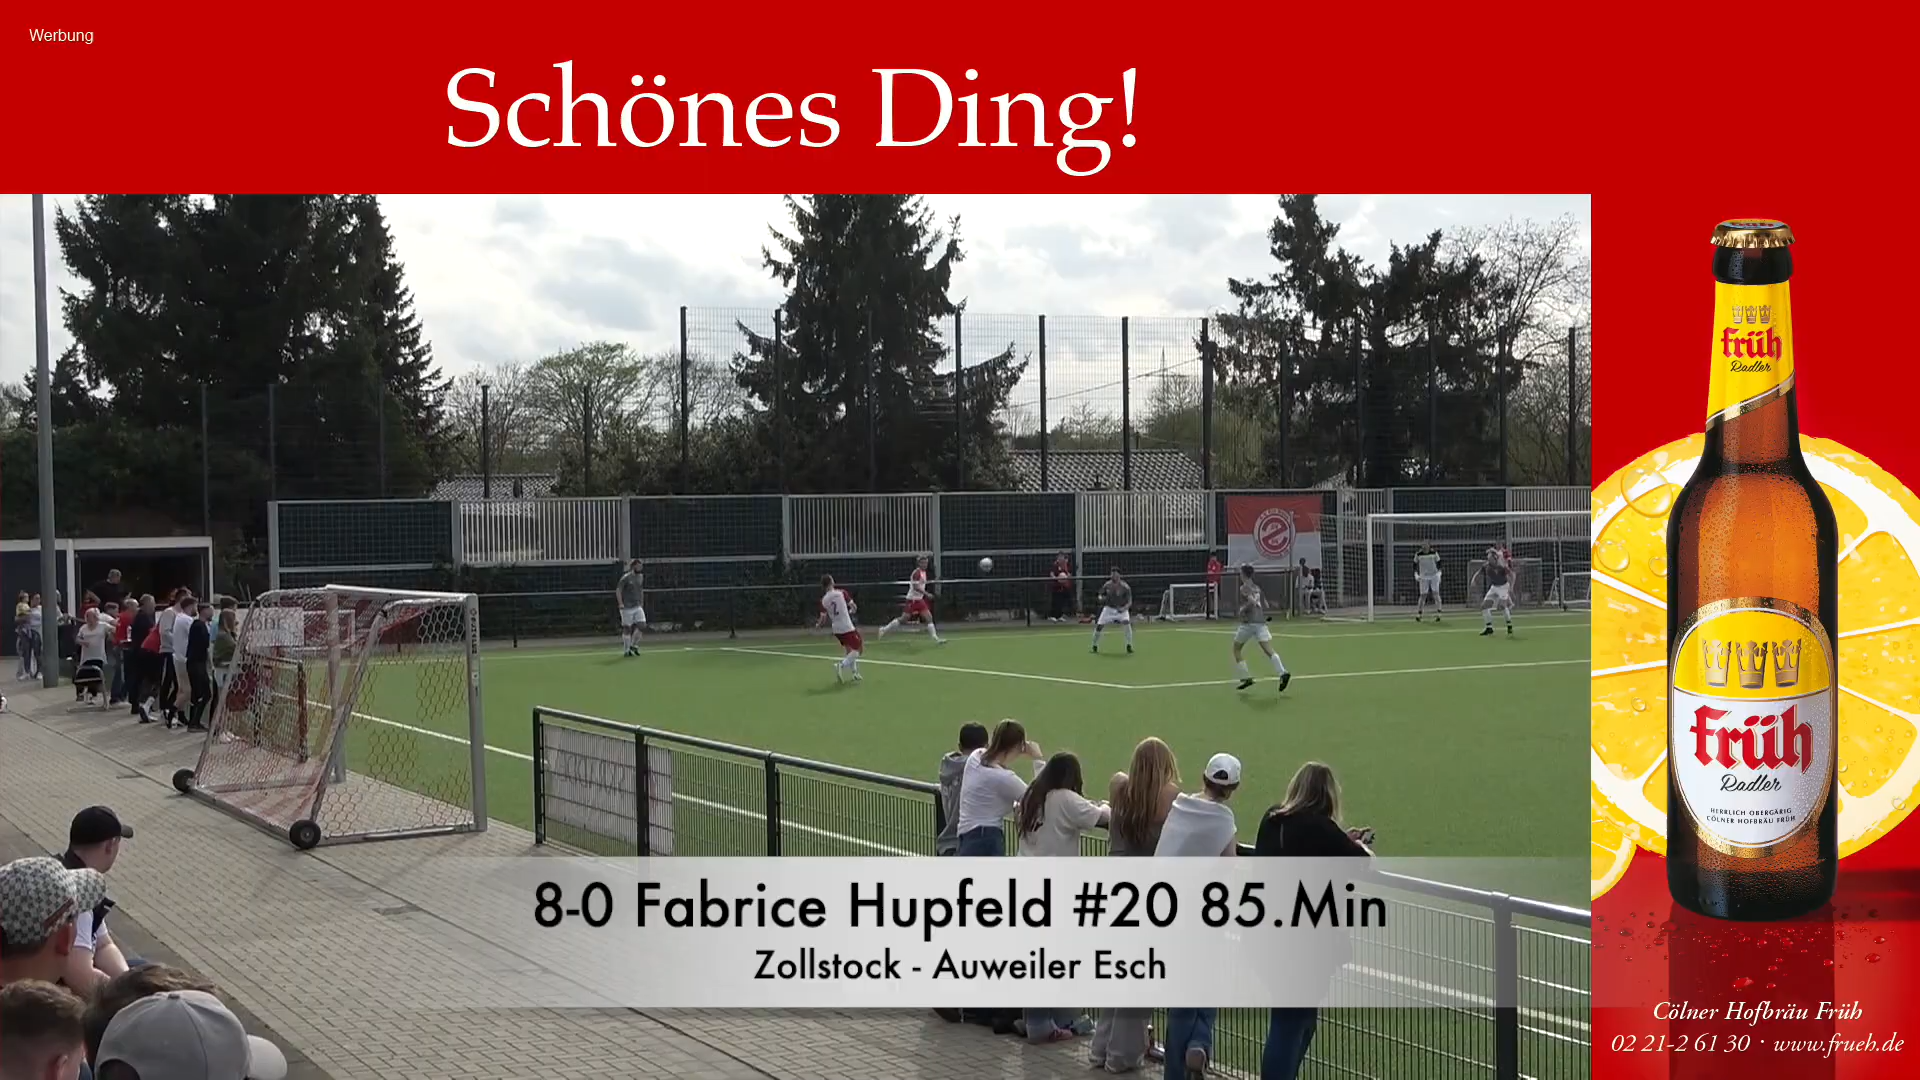 Werbung
Schönes Ding!
früh
Radler
2
früh
Radler
HERRLICH OBERGÄRIG
CÖLNER HOFBRÄU FRÜH
8-0 Fabrice Hupfeld #20 85.Min
Zollstock - Auweiler Esch
Cölner Hofbräu Früh
02 21-2 61 30 · www.frueh.de